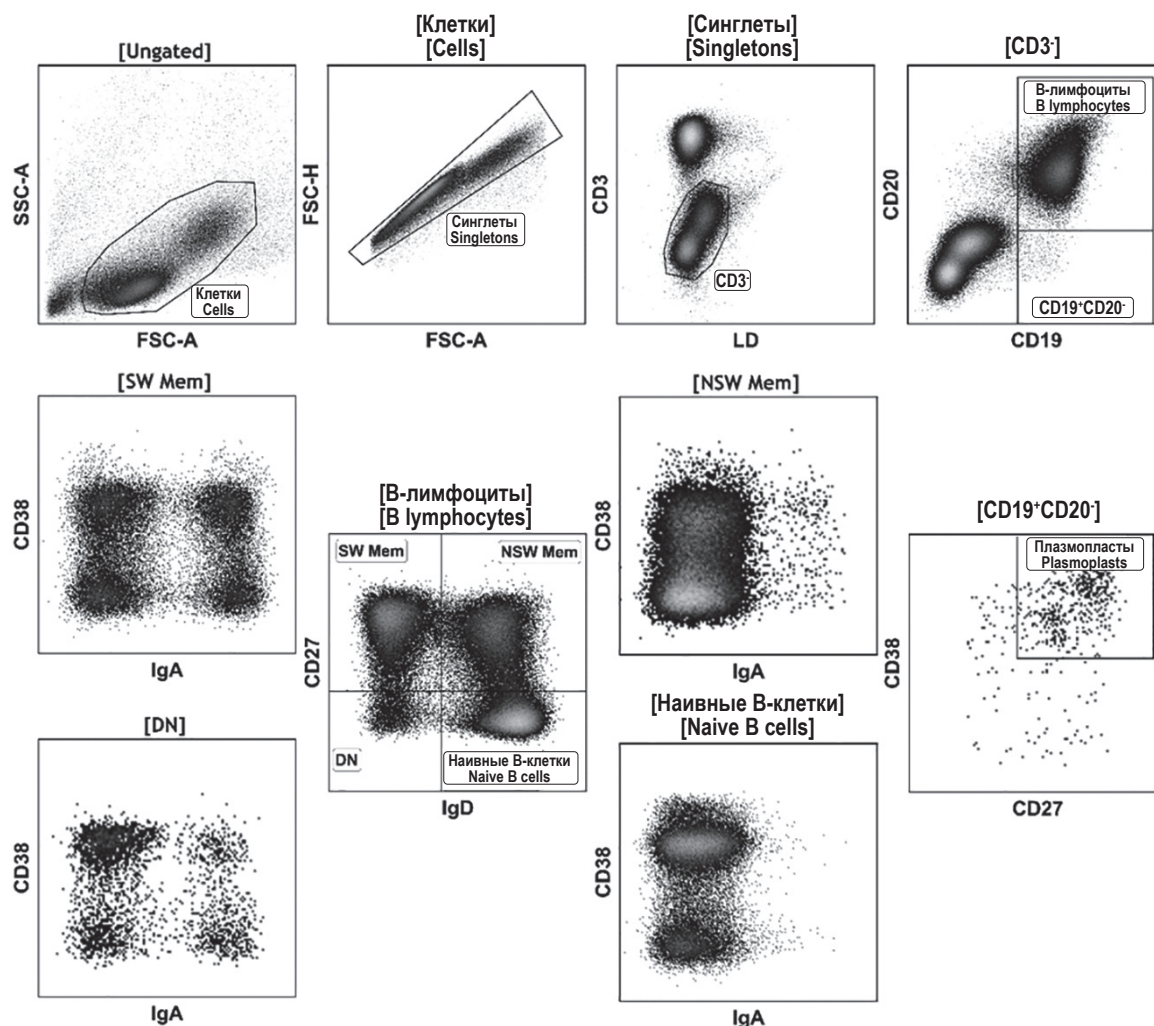 [Ungated]
SSC-A
Клетки
Cells
FSC-A
[Клетки]
[Cells]
FSC-H
Синглеты
Singletons
FSC-A
[Синглеты]
[Singletons]
CD3
CD3-
LD
[CD3-]
CD20
В-лимфоциты
B lymphocytes
CD19+CD20-
CD19
[SW Mem]
CD38
IgA
[В-лимфоциты]
[B lymphocytes]
SW Mem
NSW Mem
CD27
DN
Наивные В-клетки
Naive B cells
IgD
[NSW Mem]
CD38
IgA
[CD19+CD20-]
Плазмопласты
Plasmoplasts
CD38
CD27
[DN]
CD38
IgA
[Наивные В-клетки]
[Naive B cells]
CD38
IgA